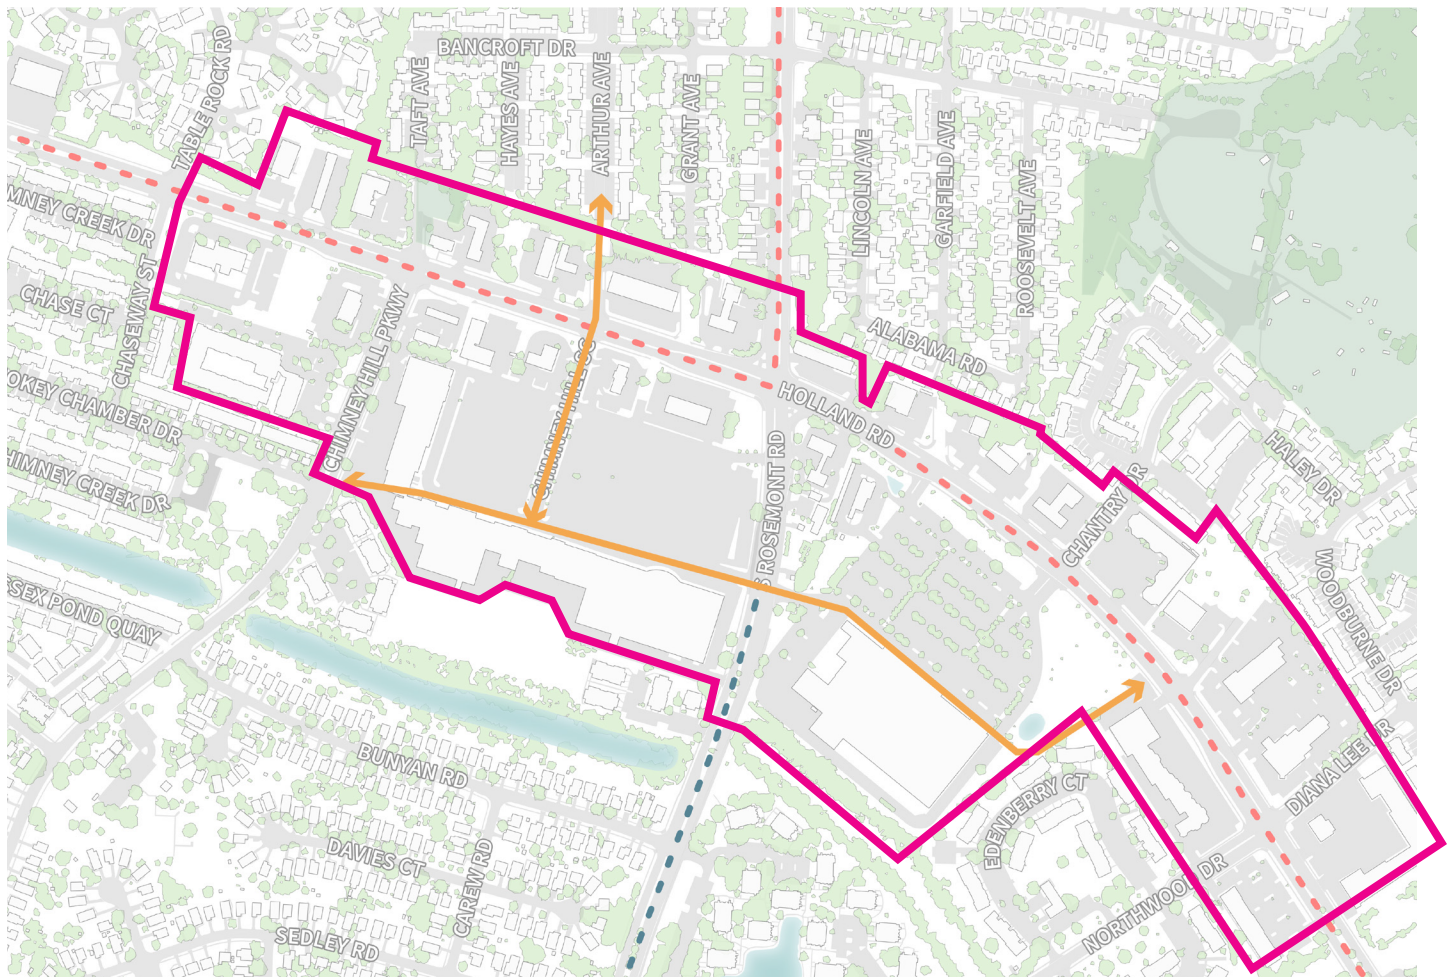 BANCROFT DR
TABLE ROCK RD
TAFT AVE
HAYES AVE
ARTHUR AVE
GRANT AVE
LINCOLN AVE
GARFIELD AVE
ROOSEVELT AVE
MNEY CREEK DR
CHASEWAY ST
CHASE CT
CHIMNEY HILL PKWY
ALABAMA RD
HOLLAND RD
OKEY CHAMBER DR
HIMNEY CREEK DR
S ROSEMONT RD
CHANTRY DR
HALEY DR
WOODBURNE DR
SSEX POND QUAY
BUNYAN RD
DIANA LEE DR
EDENBERRY CT
DAVIES CT
CAREW RD
NORTHWOOD DR
SEDLEY RD